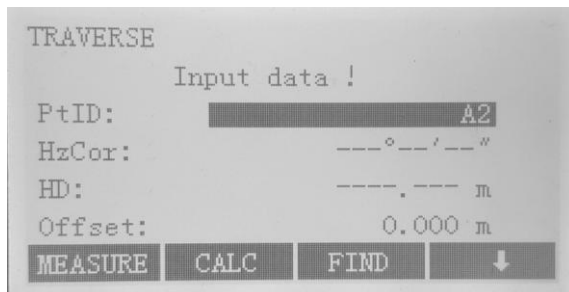 TRAVERSE
Input data !
PtID: A2
HzCor: ---°--'--"
HD: ----.--- m
Offset: 0.000 m
MEASURE CALC FIND ↓